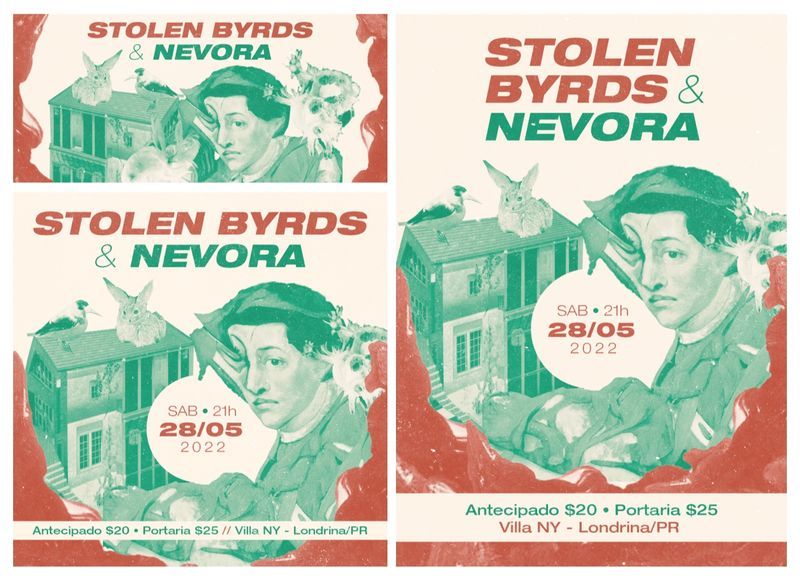 STOLEN BYRDS
& NEVORA
STOLEN BYRDS
& NEVORA
SAB • 21h
28/05
2022
Antecipado $20 • Portaria $25 // Villa NY - Londrina/PR
STOLEN
BYRDS &
NEVORA
SAB • 21h
28/05
2022
Antecipado $20 • Portaria $25
Villa NY - Londrina/PR